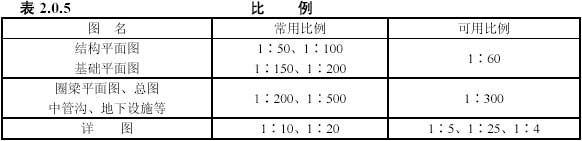 表 2.0.5 比 例
图 名 常用比例 可用比例
结构平面图 1∶50、1∶100
基础平面图 1∶150、1∶200 1∶60
圈梁平面图、总图
中管沟、地下设施等 1∶200、1∶500 1∶300
详 图 1∶10、1∶20 1∶5、1∶25、1∶4